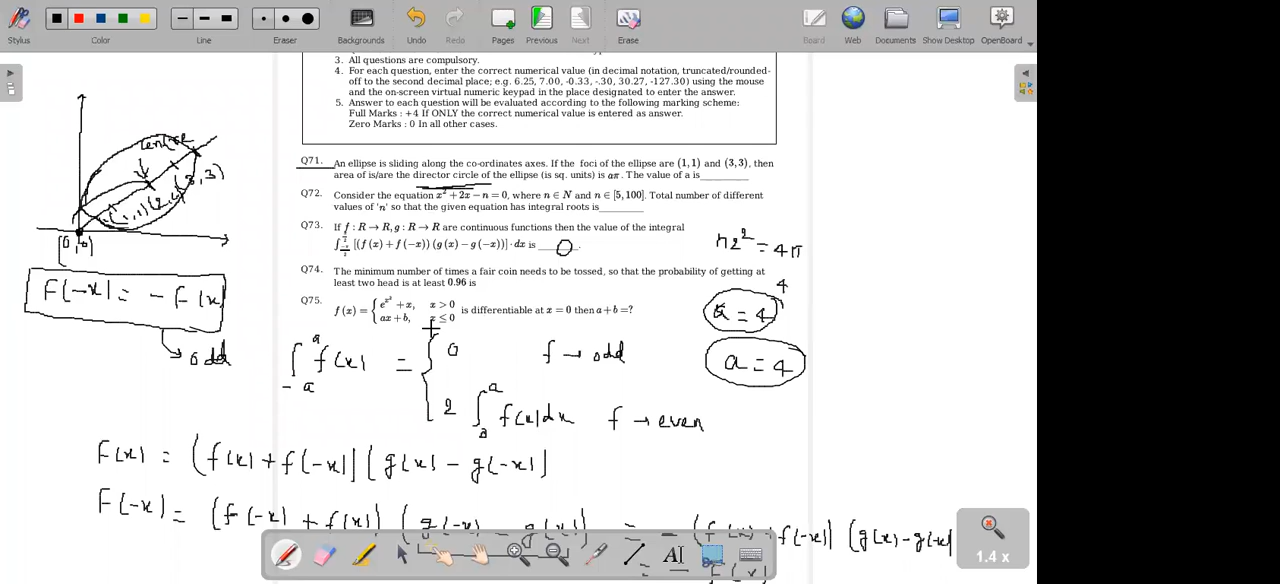 Stylus Color Line Eraser Backgrounds Undo Redo Pages Previous Next Erase Board Web Documents Show Desktop OpenBoard
3. All questions are compulsory.
4. For each question, enter the correct numerical value (in decimal notation, truncated/rounded-
off to the second decimal place; e.g. 6.25, 7.00, -0.33, -.30, 30.27, -127.30) using the mouse
and the on-screen virtual numeric keypad in the place designated to enter the answer.
5. Answer to each question will be evaluated according to the following marking scheme:
Full Marks : +4 If ONLY the correct numerical value is entered as answer.
Zero Marks : 0 In all other cases.
Q71. An ellipse is sliding along the co-ordinates axes. If the foci of the ellipse are (1, 1) and (3, 3), then
area of is/are the director circle of the ellipse (is sq. units) is aπ. The value of a is
Q72. Consider the equation x² + 2x − n = 0, where n ∈ N and n ∈ [5, 100]. Total number of different
values of 'n' so that the given equation has integral roots is
Q73. If f : R → R, g : R → R are continuous functions then the value of the integral
[(f (x) + f (−x)) (g (x) − g (−x))] · dx is 0.
Q74. The minimum number of times a fair coin needs to be tossed, so that the probability of getting at
least two head is at least 0.96 is
Q75. f (x) = { e^{x²} + x, x > 0
ax + b, x ≤ 0 is differentiable at x = 0 then a + b =?
centre
(3, 3)
(1,1)
F(-x) = - F(x)
→ odd
πr² = 4π
a = 4
∫_{-a}^{a} f(x) = { 0 f → odd
2 ∫ f(x)dx f → even
F(x) = (f(x) + f(-x)) (g(x) - g(-x))
F(-x) = (f(-x) + f(x)) (g(-x) - g(x)) = - (f(x) + f(-x)) (g(x) - g(-x)
1.4 x